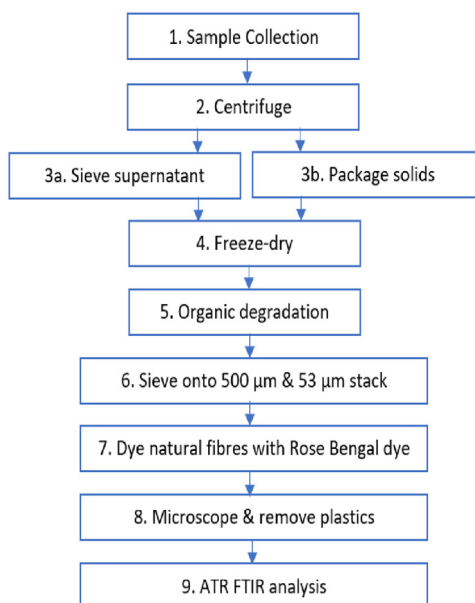 1. Sample Collection
2. Centrifuge
3a. Sieve supernatant
3b. Package solids
4. Freeze-dry
5. Organic degradation
6. Sieve onto 500 µm & 53 µm stack
7. Dye natural fibres with Rose Bengal dye
8. Microscope & remove plastics
9. ATR FTIR analysis